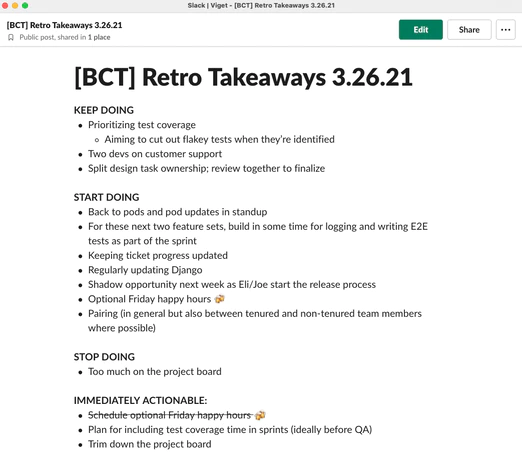 Slack | Viget - [BCT] Retro Takeaways 3.26.21
[BCT] Retro Takeaways 3.26.21
Public post, shared in 1 place
Edit
Share
[BCT] Retro Takeaways 3.26.21
KEEP DOING
Prioritizing test coverage
Aiming to cut out flakey tests when they're identified
Two devs on customer support
Split design task ownership; review together to finalize
START DOING
Back to pods and pod updates in standup
For these next two feature sets, build in some time for logging and writing E2E
tests as part of the sprint
Keeping ticket progress updated
Regularly updating Django
Shadow opportunity next week as Eli/Joe start the release process
Optional Friday happy hours 🍻
Pairing (in general but also between tenured and non-tenured team members
where possible)
STOP DOING
Too much on the project board
IMMEDIATELY ACTIONABLE:
Schedule optional Friday happy hours 🍻
Plan for including test coverage time in sprints (ideally before QA)
Trim down the project board